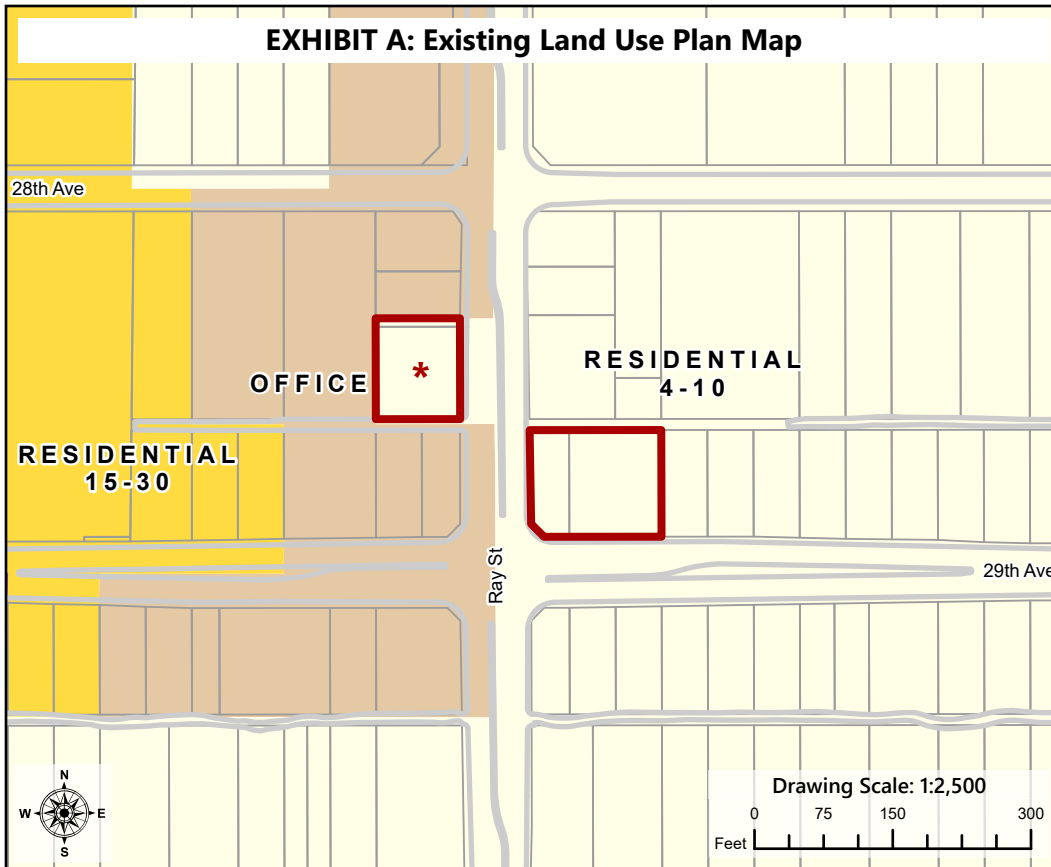 EXHIBIT A: Existing Land Use Plan Map
28th Ave
OFFICE
*
RESIDENTIAL
4-10
RESIDENTIAL
15-30
Ray St
29th Ave
N
W E
S
Drawing Scale: 1:2,500
0 75 150 300
Feet